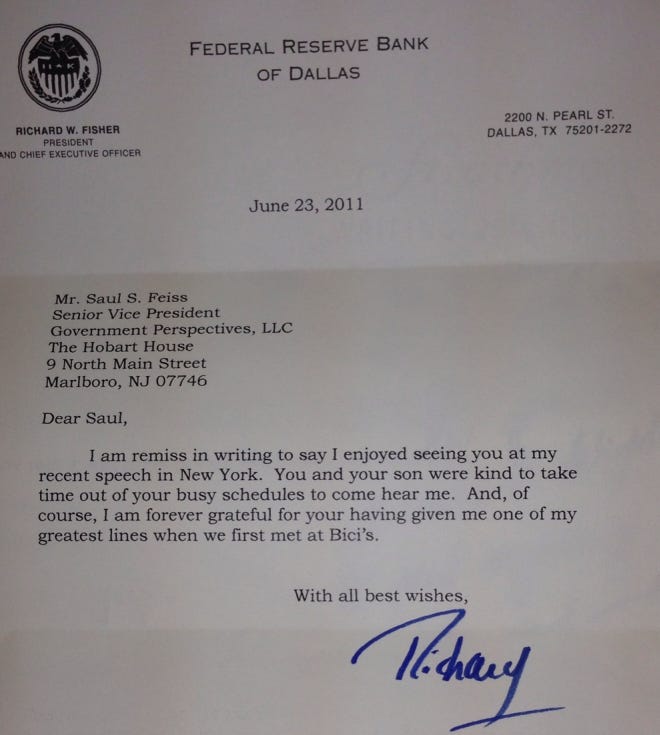 FEDERAL RESERVE BANK
OF DALLAS
RICHARD W. FISHER
PRESIDENT
AND CHIEF EXECUTIVE OFFICER
2200 N. PEARL ST.
DALLAS, TX 75201-2272
June 23, 2011
Mr. Saul S. Feiss
Senior Vice President
Government Perspectives, LLC
The Hobart House
9 North Main Street
Marlboro, NJ 07746
Dear Saul,
I am remiss in writing to say I enjoyed seeing you at my
recent speech in New York. You and your son were kind to take
time out of your busy schedules to come hear me. And, of
course, I am forever grateful for your having given me one of my
greatest lines when we first met at Bici's.
With all best wishes,
Richard